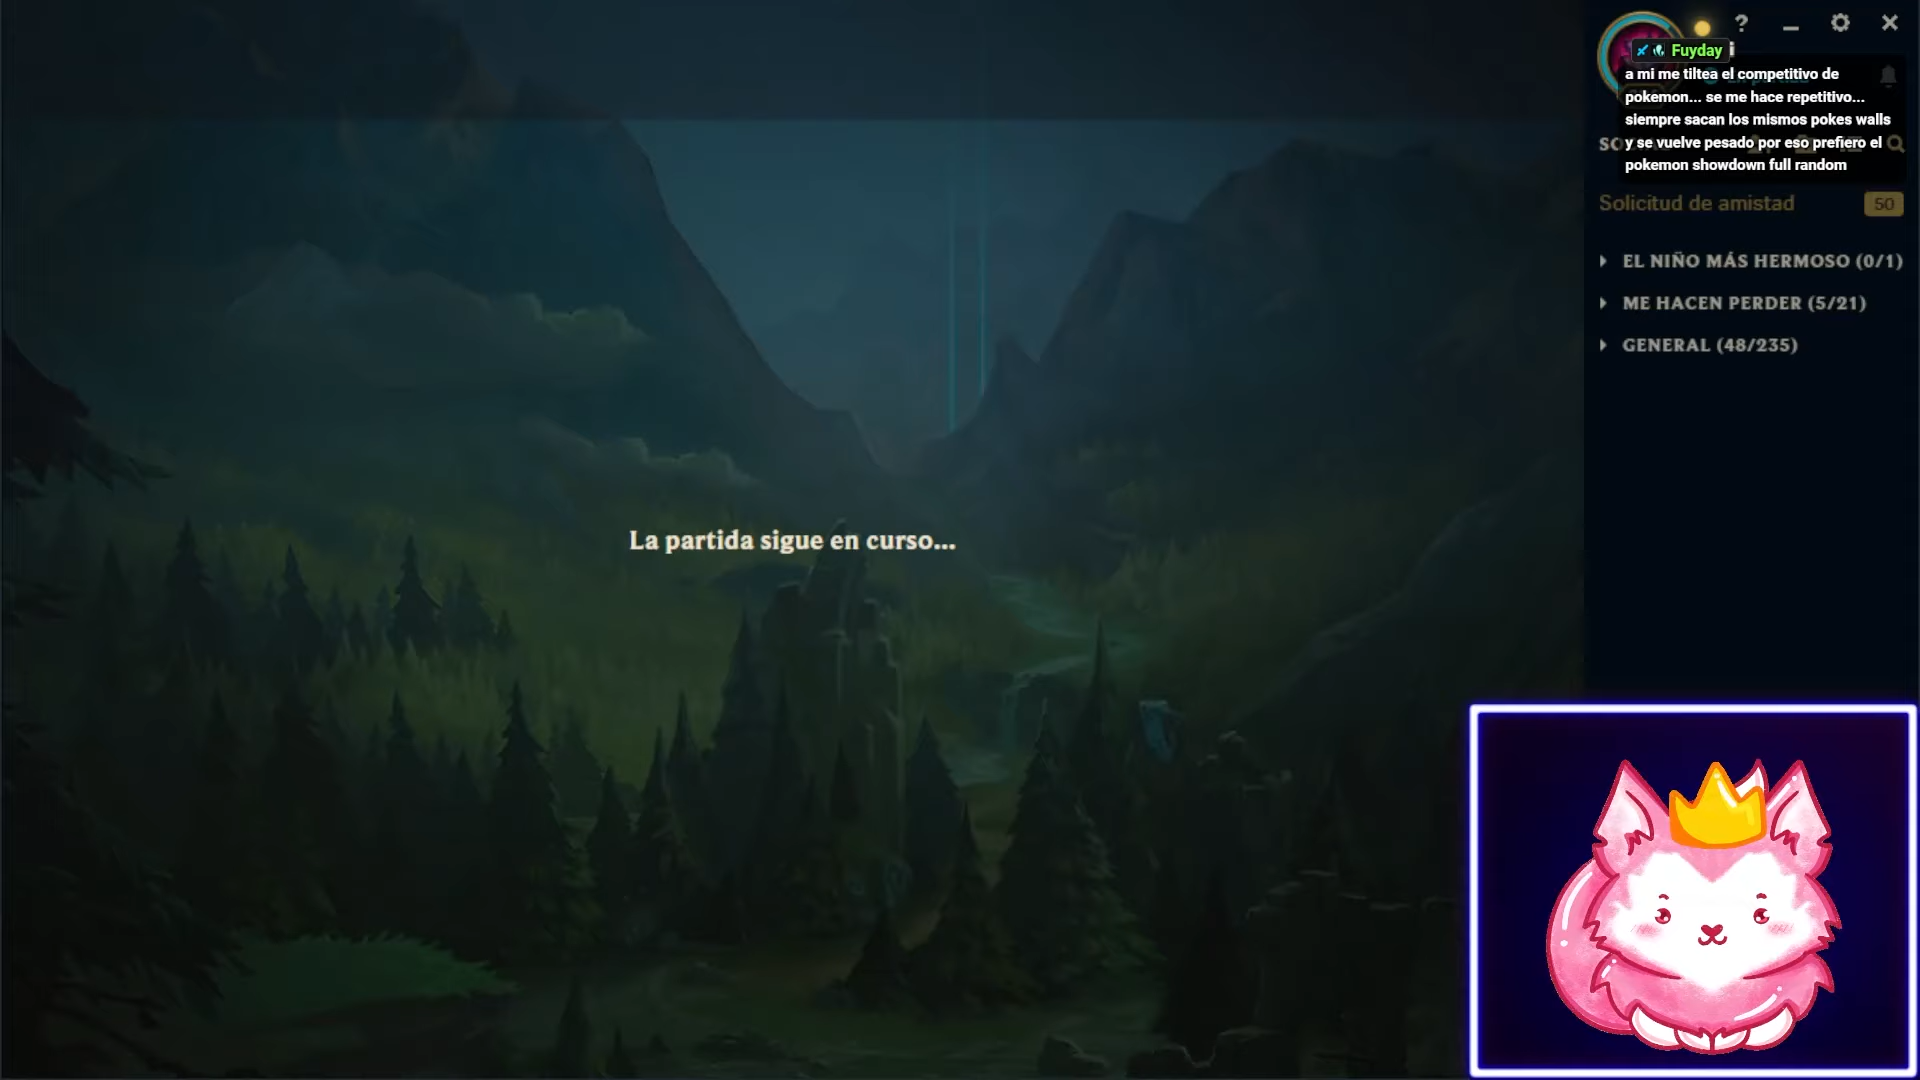 ?
Fuyday
a mi me tiltea el competitivo de
pokemon... se me hace repetitivo...
siempre sacan los mismos pokes walls
y se vuelve pesado por eso prefiero el
pokemon showdown full random
Solicitud de amistad 50
EL NIÑO MÁS HERMOSO (0/1)
ME HACEN PERDER (5/21)
GENERAL (48/235)
La partida sigue en curso...